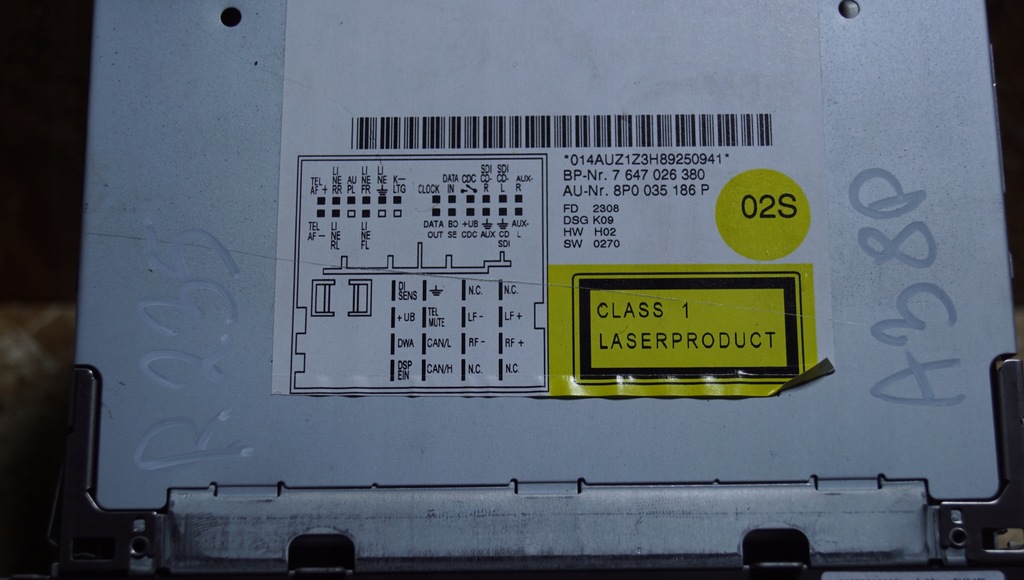 *014AUZ1Z3H89250941*
BP-Nr. 7 647 026 380
AU-Nr. 8P0 035 186 P
FD 2308
DSG K09
HW H02
SW 0270
02S
CLASS 1
LASERPRODUCT
TEL AF +
LI NE RR
AU PL
LI NE FR
LI NE
K— LTG
TEL AF —
LI NE RL
LI NE FL
CLOCK
DATA IN
CDC
SDI CD- R
SDI CD- L
AUX- R
DATA OUT
BO SE
+UB CDC
AUX
CD SDI
AUX- L
DI SENS
N.C.
N.C.
+UB
TEL MUTE
LF -
LF +
DWA
CAN/L
RF -
RF +
DSP EIN
CAN/H
N.C.
N.C.